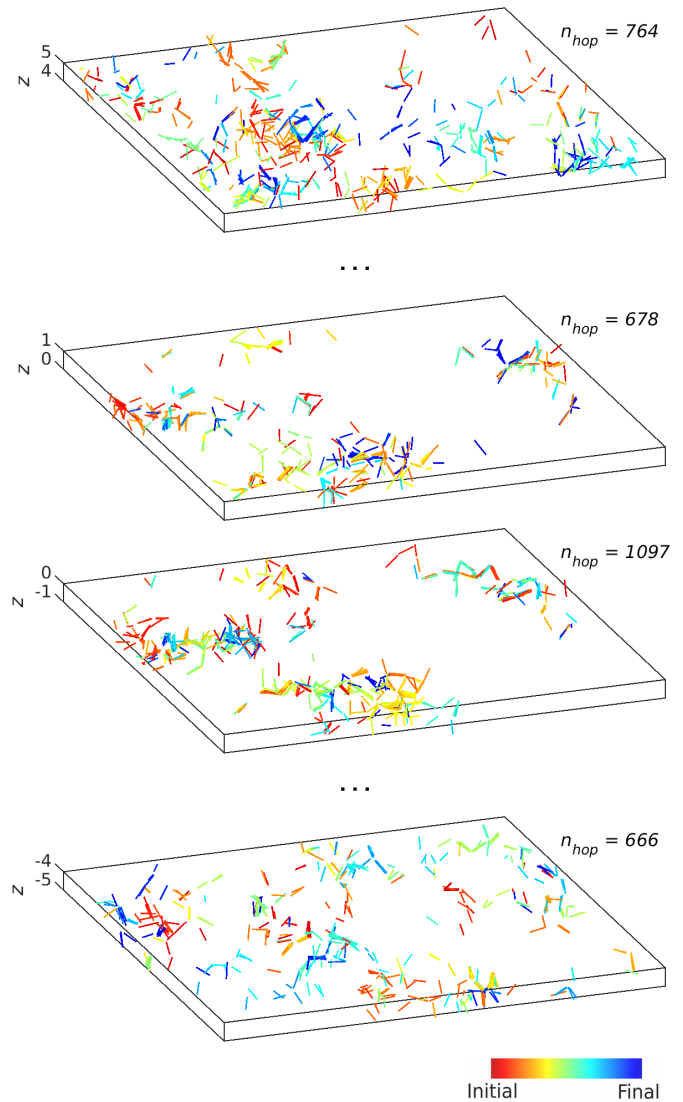 5
4
z
n_hop = 764
...
1
0
z
n_hop = 678
0
-1
z
n_hop = 1097
...
-4
-5
z
n_hop = 666
Initial Final